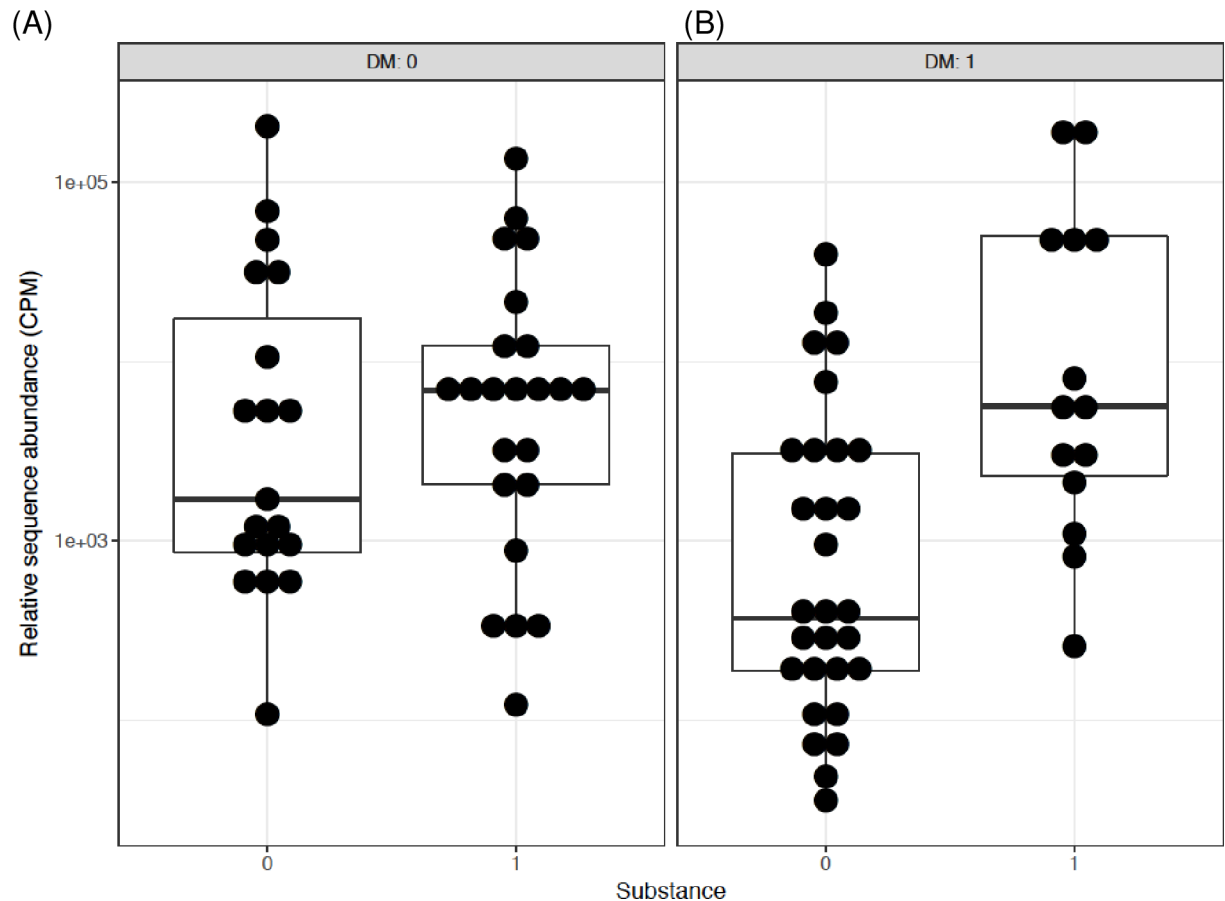 (A)
(B)
DM: 0
DM: 1
Relative sequence abundance (CPM)
1e+05
1e+03
0
1
0
1
Substance